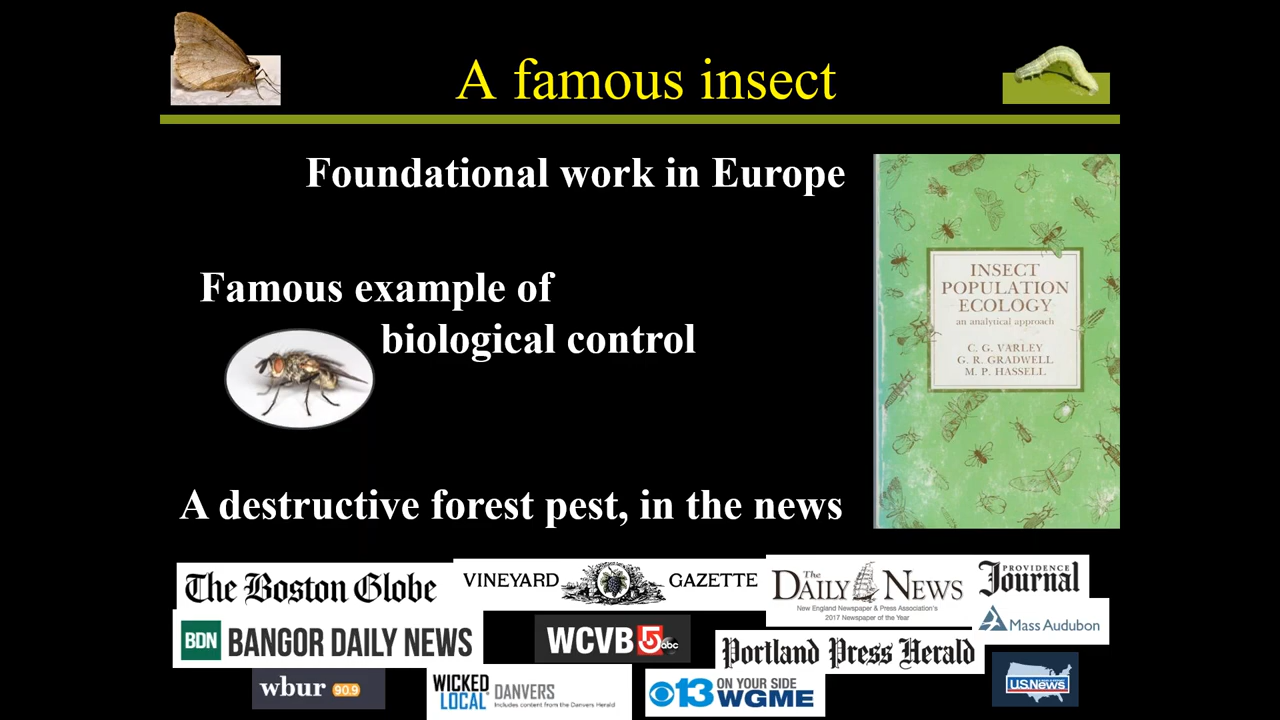 A famous insect
Foundational work in Europe
INSECT
POPULATION
ECOLOGY
an analytical approach
C. G. VARLEY
G. R. GRADWELL
M. P. HASSELL
Famous example of
biological control
A destructive forest pest, in the news
The Boston Globe
VINEYARD GAZETTE
The
DAILY NEWS
New England Newspaper & Press Association's
2017 Newspaper of the Year
PROVIDENCE
Journal
BDN BANGOR DAILY NEWS
WCVB 5 abc
Mass Audubon
Portland Press Herald
wbur 90.9
WICKED
LOCAL
DANVERS
Includes content from the Danvers Herald
13 ON YOUR SIDE
WGME
U.S.News